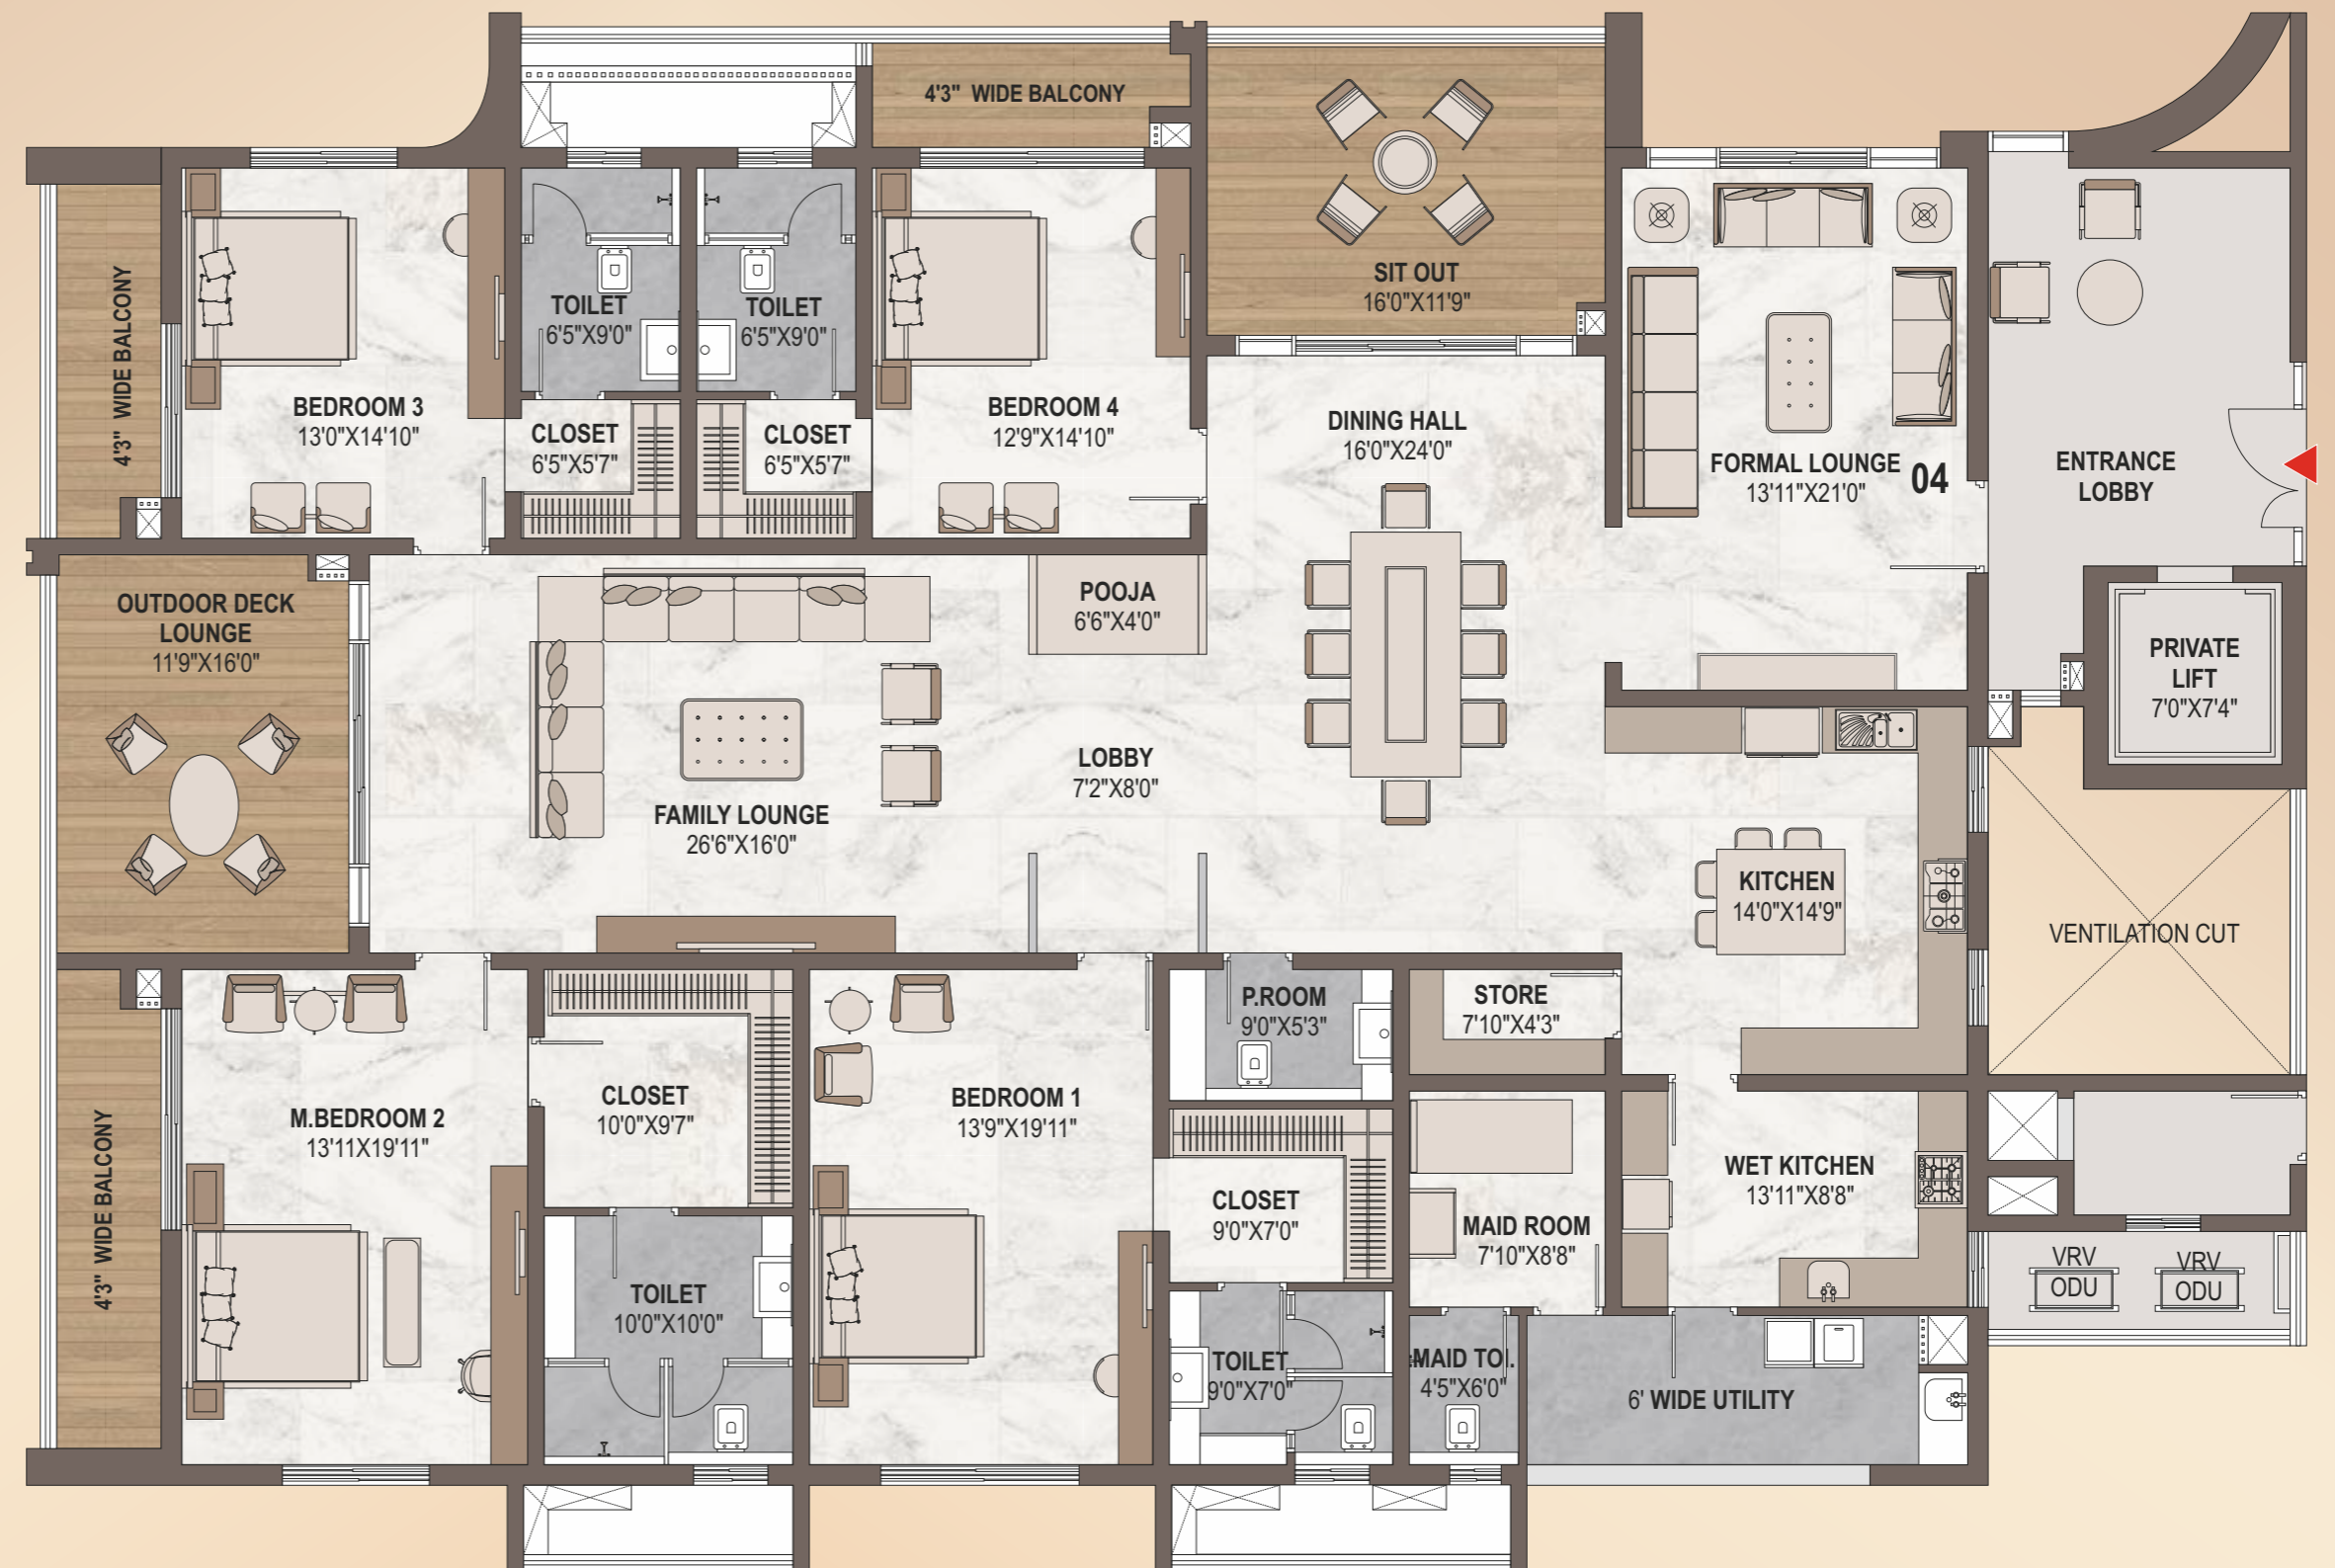 4'3"  WIDE BALCONY
SIT OUT
16'0"X11'9"
TOILET
6'5"X9'0"
TOILET
6'5"X9'0"
4'3"  WIDE BALCONY
BEDROOM 3
13'0"X14'10"
CLOSET
6'5"X5'7"
CLOSET
6'5"X5'7"
BEDROOM 4
12'9"X14'10"
DINING HALL
16'0"X24'0"
FORMAL LOUNGE
13'11"X21'0"
04
ENTRANCE
LOBBY
OUTDOOR DECK
LOUNGE
11'9"X16'0"
POOJA
6'6"X4'0"
PRIVATE
LIFT
7'0"X7'4"
FAMILY LOUNGE
26'6"X16'0"
LOBBY
7'2"X8'0"
KITCHEN
14'0"X14'9"
VENTILATION CUT
P.ROOM
9'0"X5'3"
STORE
7'10"X4'3"
4'3"  WIDE BALCONY
M.BEDROOM 2
13'11X19'11"
CLOSET
10'0"X9'7"
BEDROOM 1
13'9"X19'11"
CLOSET
9'0"X7'0"
MAID ROOM
7'10"X8'8"
WET KITCHEN
13'11"X8'8"
VRV
ODU
VRV
ODU
TOILET
10'0"X10'0"
TOILET
9'0"X7'0"
MAID TOI.
4'5"X6'0"
6' WIDE UTILITY